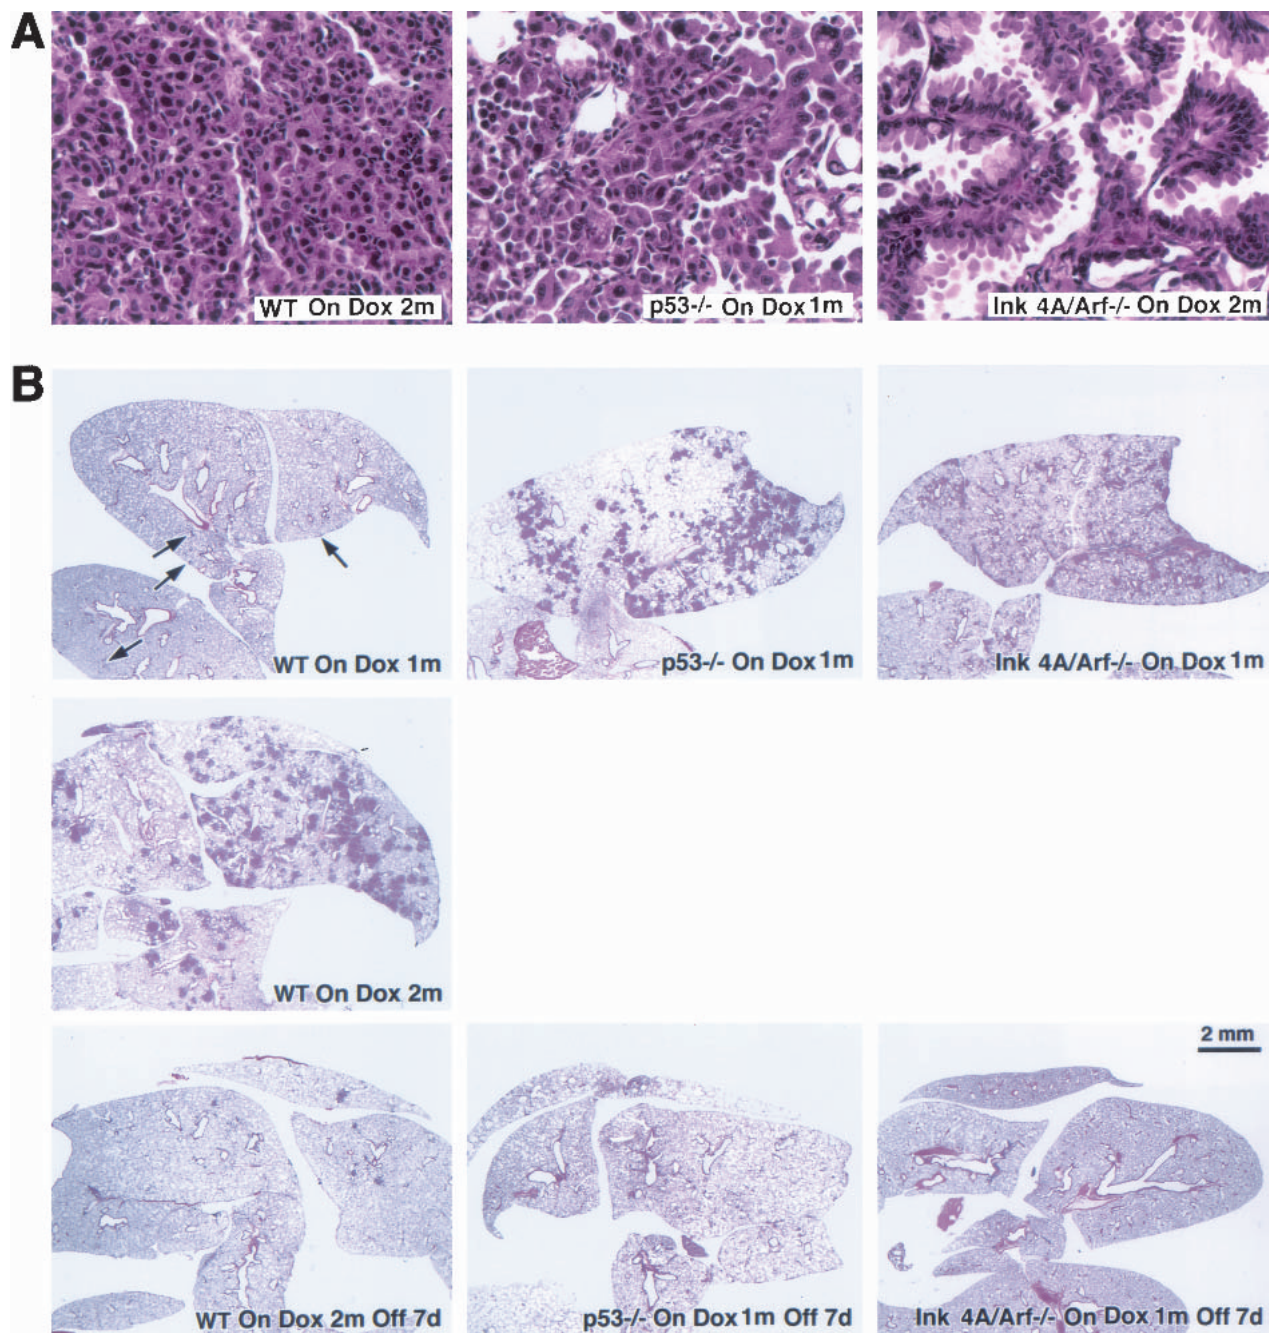 A
WT On Dox 2m
p53-/- On Dox 1m
Ink 4A/Arf-/- On Dox 2m
B
WT On Dox 1m
p53-/- On Dox 1m
Ink 4A/Arf-/- On Dox 1m
WT On Dox 2m
2 mm
WT On Dox 2m Off 7d
p53-/- On Dox 1m Off 7d
Ink 4A/Arf-/- On Dox 1m Off 7d